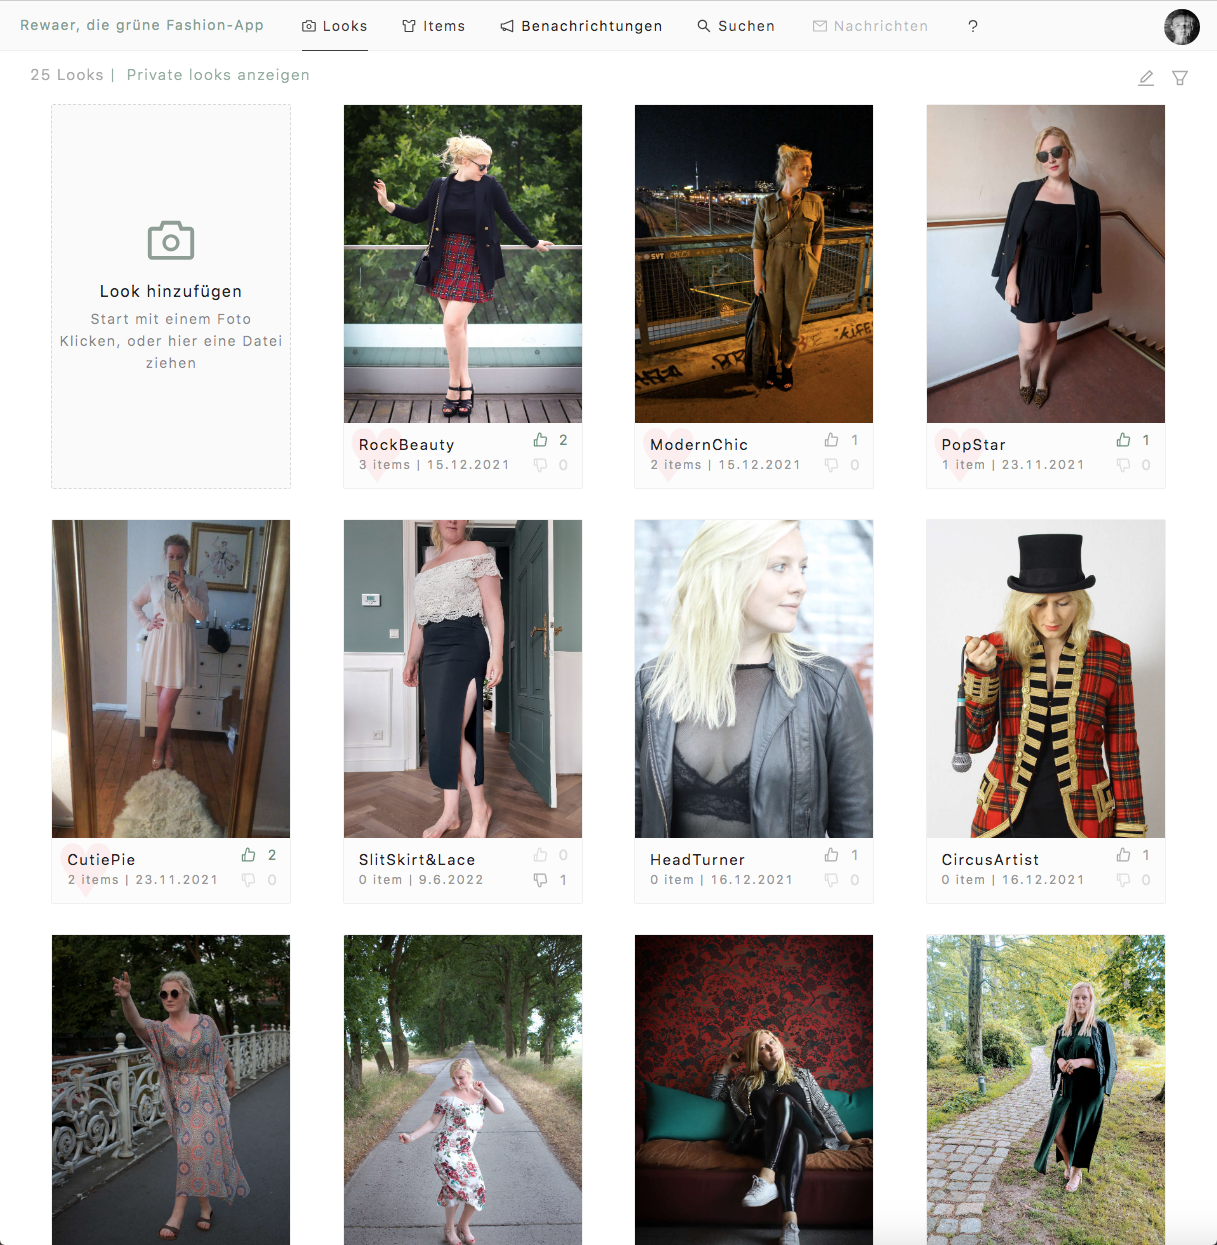 Rewaer, die grüne Fashion-App
Looks
Items
Benachrichtungen
Suchen
Nachrichten
?
25 Looks | Private looks anzeigen
Look hinzufügen
Start mit einem Foto
Klicken, oder hier eine Datei
ziehen
RockBeauty 2
3 items | 15.12.2021 0
ModernChic 1
2 items | 15.12.2021 0
PopStar 1
1 item | 23.11.2021 0
CutiePie 2
2 items | 23.11.2021 0
SlitSkirt&Lace 0
0 item | 9.6.2022 1
HeadTurner 1
0 item | 16.12.2021 0
CircusArtist 1
0 item | 16.12.2021 0